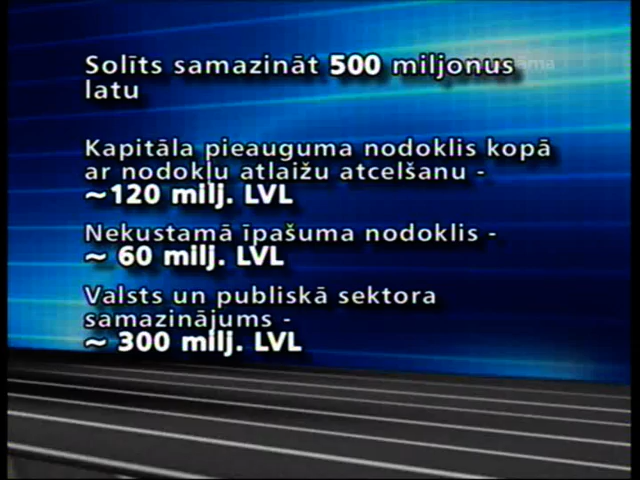 Solīts samazināt 500 miljonus
latu
Kapitāla pieauguma nodoklis kopā
ar nodokļu atlaižu atcelšanu -
~120 milj. LVL
Nekustamā īpašuma nodoklis -
~ 60 milj. LVL
Valsts un publiskā sektora
samazinājums -
~ 300 milj. LVL